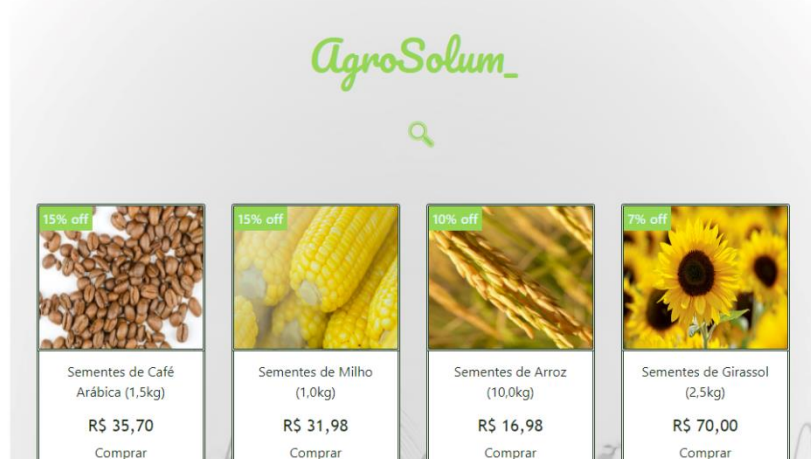 AgroSolum_
15% off
15% off
10% off
7% off
Sementes de Café
Arábica (1,5kg)
R$ 35,70
Comprar
Sementes de Milho
(1,0kg)
R$ 31,98
Comprar
Sementes de Arroz
(10,0kg)
R$ 16,98
Comprar
Sementes de Girassol
(2,5kg)
R$ 70,00
Comprar